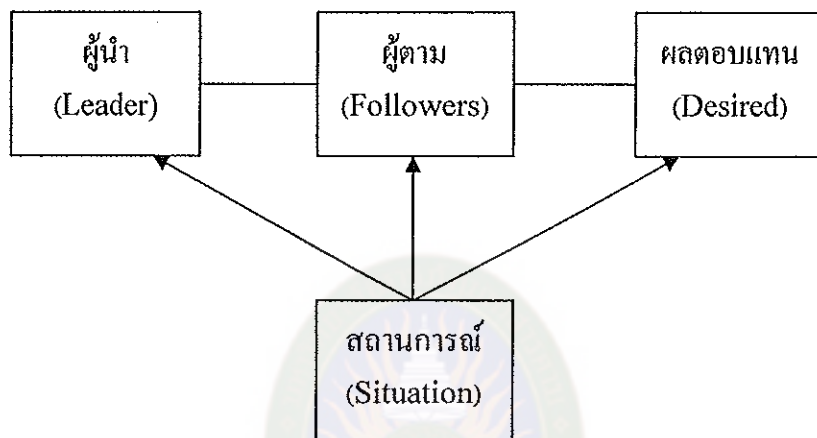 ผู้นำ
(Leader)
ผู้ตาม
(Followers)
ผลตอบแทน
(Desired)
สถานการณ์
(Situation)